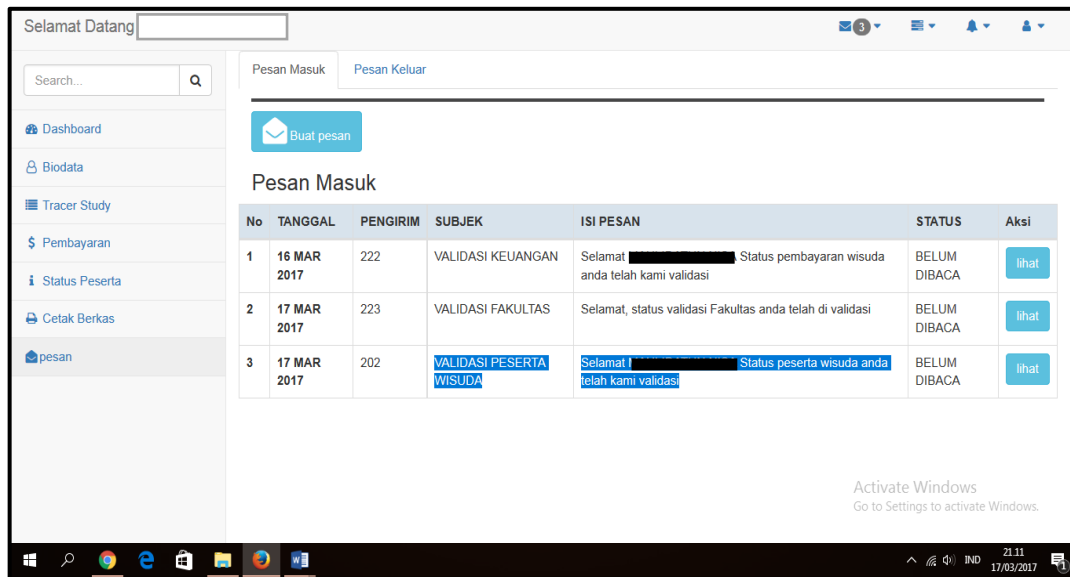 Selamat Datang
3
Search...
Pesan Masuk Pesan Keluar
Dashboard
Biodata
Tracer Study
Pembayaran
Status Peserta
Cetak Berkas
pesan
Buat pesan
Pesan Masuk
No TANGGAL PENGIRIM SUBJEK ISI PESAN STATUS Aksi
1 16 MAR 222 VALIDASI KEUANGAN Selamat Status pembayaran wisuda BELUM lihat
2017 anda telah kami validasi DIBACA
2 17 MAR 223 VALIDASI FAKULTAS Selamat, status validasi Fakultas anda telah di validasi BELUM lihat
2017 DIBACA
3 17 MAR 202 VALIDASI PESERTA Selamat Status peserta wisuda anda BELUM lihat
2017 WISUDA telah kami validasi DIBACA
Activate Windows
Go to Settings to activate Windows.
IND 21.11
17/03/2017
1